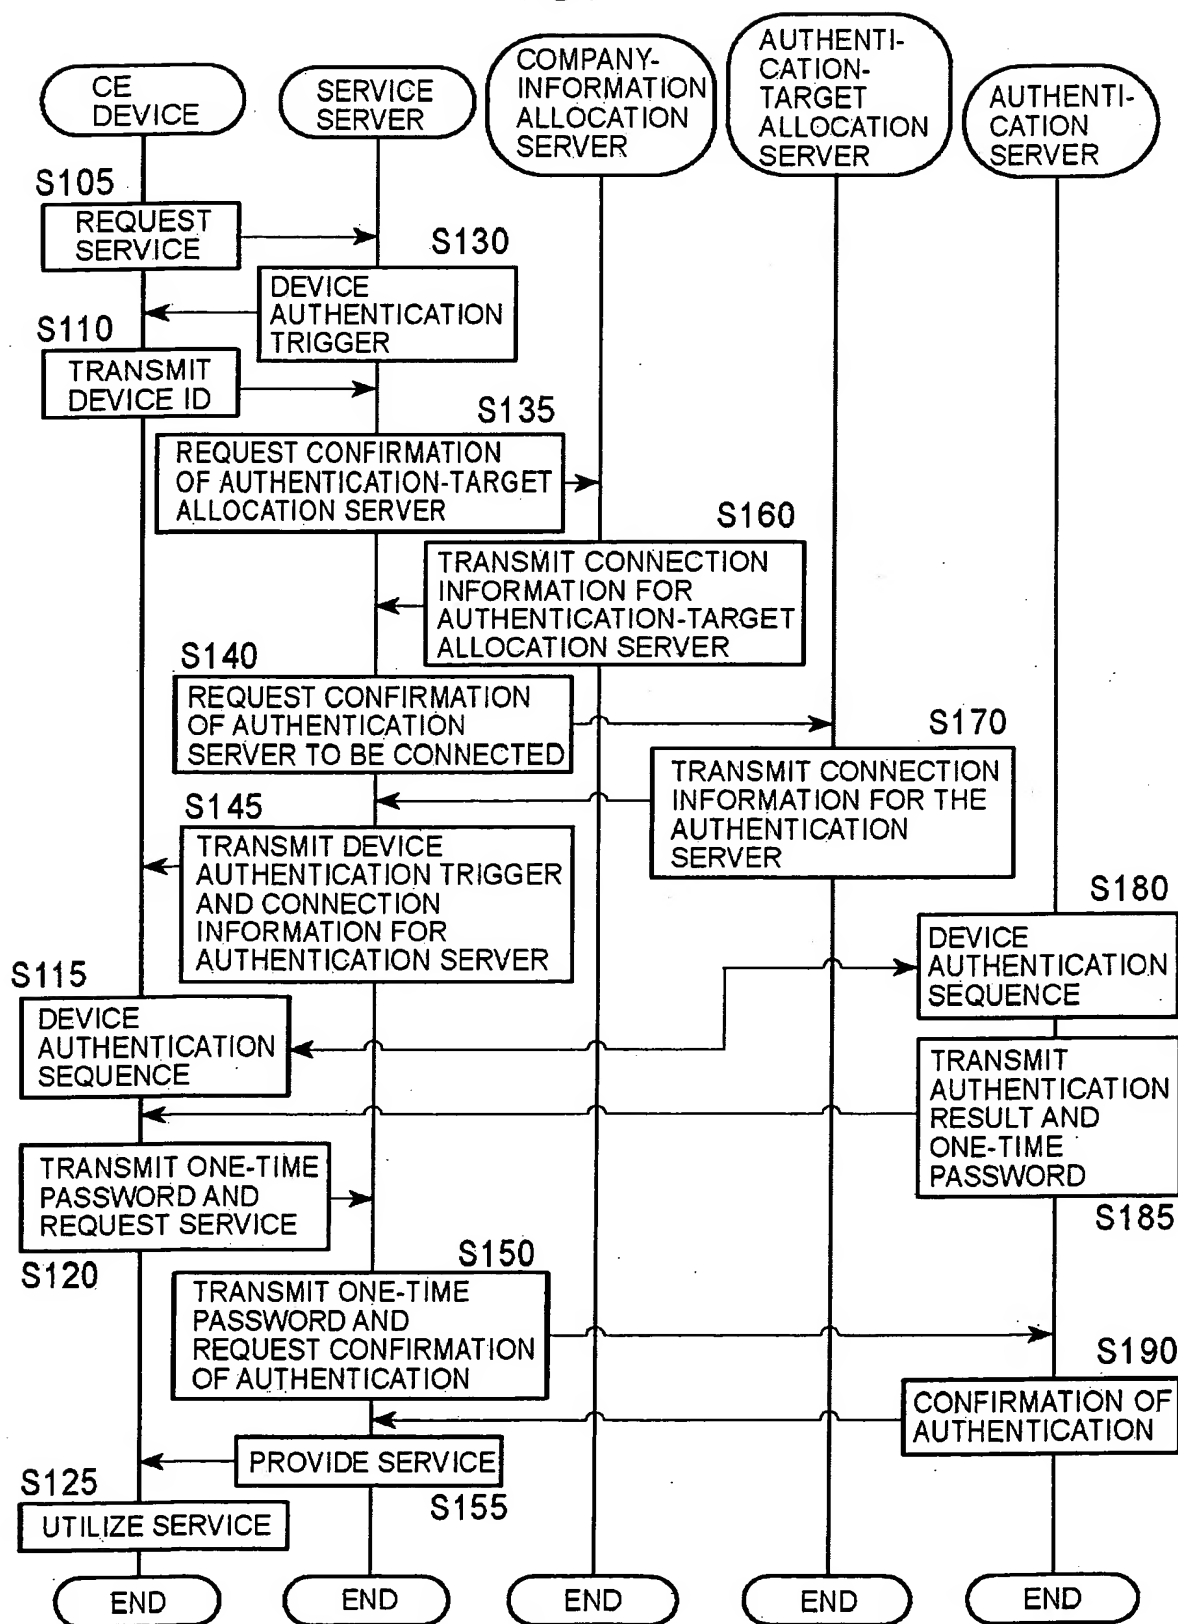 CE
DEVICE
SERVICE
SERVER
COMPANY-
INFORMATION
ALLOCATION
SERVER
AUTHENTI-
CATION-
TARGET
ALLOCATION
SERVER
AUTHENTI-
CATION
SERVER
S105
REQUEST
SERVICE
S130
DEVICE
AUTHENTICATION
TRIGGER
S110
TRANSMIT
DEVICE ID
S135
REQUEST CONFIRMATION
OF AUTHENTICATION-TARGET
ALLOCATION SERVER
S160
TRANSMIT CONNECTION
INFORMATION FOR
AUTHENTICATION-TARGET
ALLOCATION SERVER
S140
REQUEST CONFIRMATION
OF AUTHENTICATION
SERVER TO BE CONNECTED
S170
TRANSMIT CONNECTION
INFORMATION FOR THE
AUTHENTICATION
SERVER
S145
TRANSMIT DEVICE
AUTHENTICATION TRIGGER
AND CONNECTION
INFORMATION FOR
AUTHENTICATION SERVER
S180
DEVICE
AUTHENTICATION
SEQUENCE
S115
DEVICE
AUTHENTICATION
SEQUENCE
TRANSMIT
AUTHENTICATION
RESULT AND
ONE-TIME
PASSWORD
S185
TRANSMIT ONE-TIME
PASSWORD AND
REQUEST SERVICE
S120
S150
TRANSMIT ONE-TIME
PASSWORD AND
REQUEST CONFIRMATION
OF AUTHENTICATION
S190
CONFIRMATION OF
AUTHENTICATION
PROVIDE SERVICE
S155
S125
UTILIZE SERVICE
END
END
END
END
END